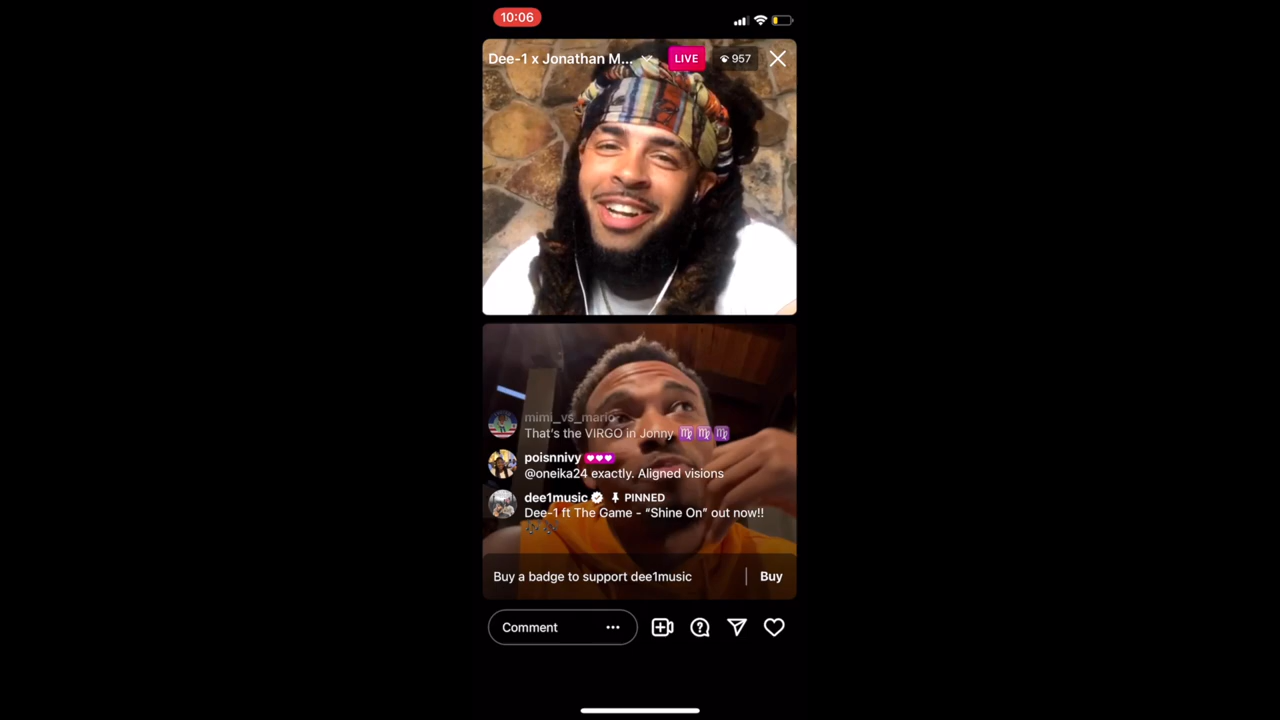 10:06
Dee-1 x Jonathan M...
LIVE
957
mimi_vs_mario
That's the VIRGO in Jonny ♍♍♍
poisnnivy
@oneika24 exactly. Aligned visions
dee1music PINNED
Dee-1 ft The Game - “Shine On” out now!!
Buy a badge to support dee1music
Buy
Comment